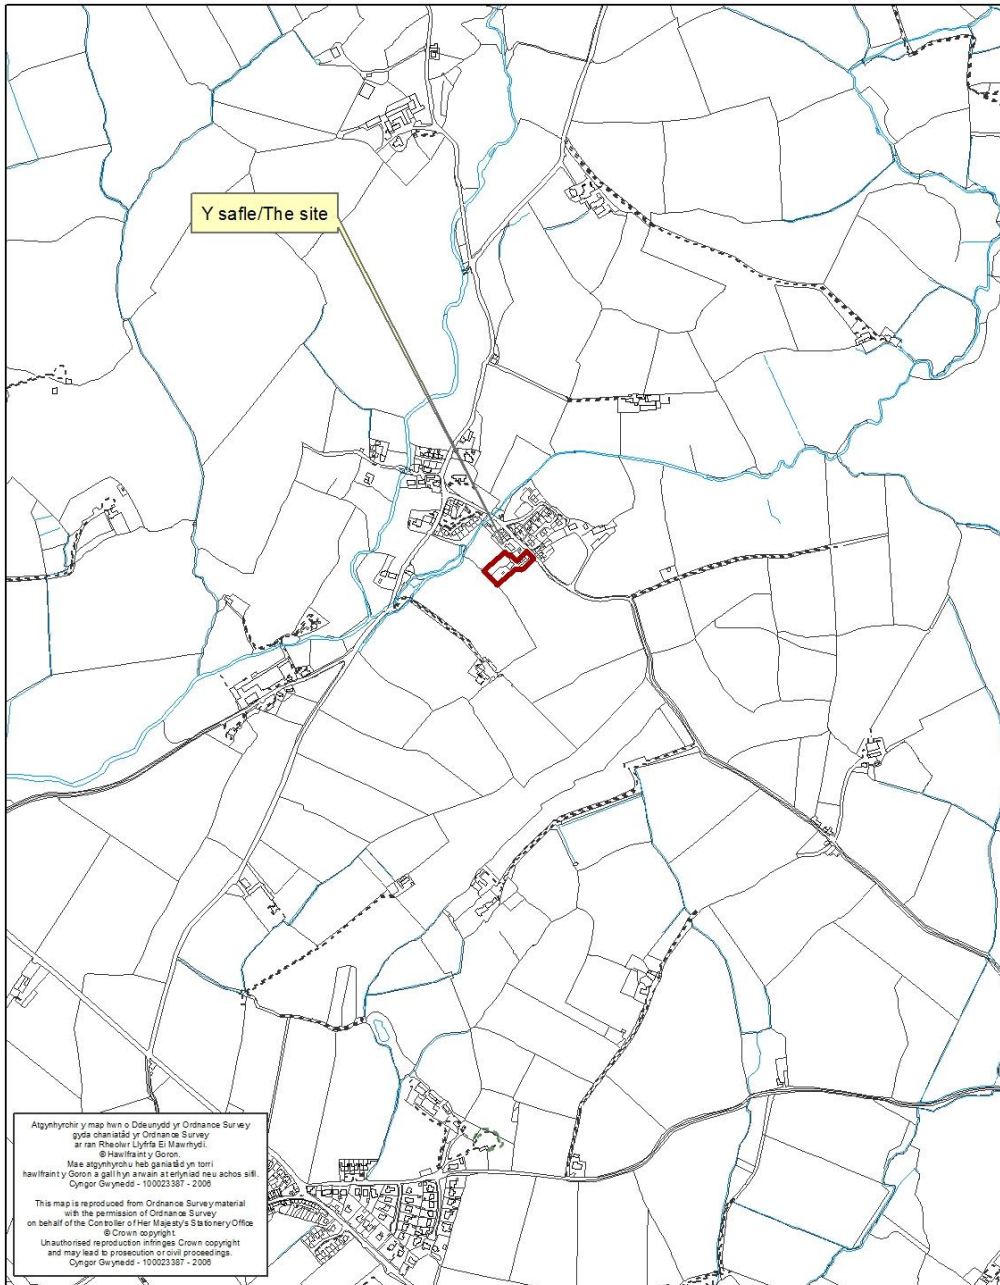 Y safle/The site
Atgynhyrchir y map hwn o Ddeunydd yr Ordnance Survey
gyda chaniatâd yr Ordnance Survey
ar ran Rheolwr Llyfrfa Ei Mawrhydi.
© Hawlfraint y Goron.
Mae atgynhyrchu heb ganiatâd yn torri
hawlfraint y Goron a gall hyn arwain at erlyniad neu achos sifil.
Cyngor Gwynedd - 100023387 - 2006
This map is reproduced from Ordnance Survey material
with the permission of Ordnance Survey
on behalf of the Controller of Her Majesty's Stationery Office
© Crown copyright.
Unauthorised reproduction infringes Crown copyright
and may lead to prosecution or civil proceedings.
Cyngor Gwynedd - 100023387 - 2006